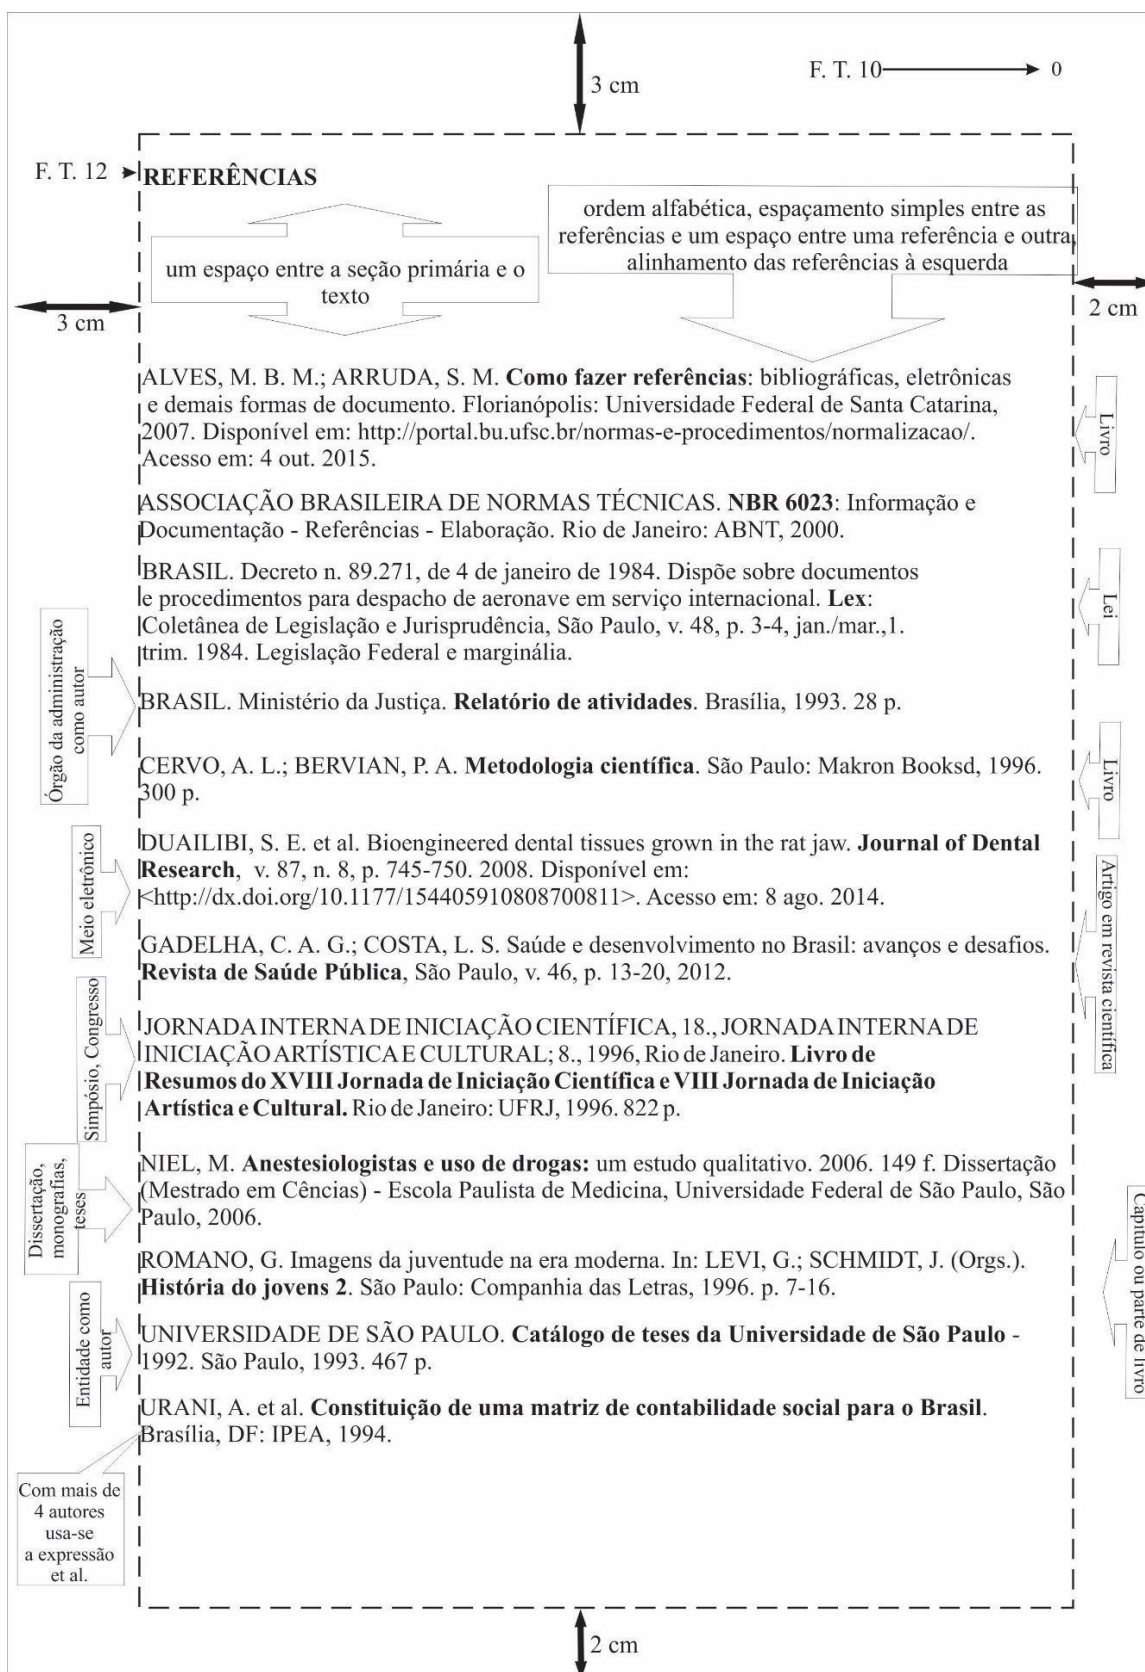 3 cm
F. T. 10
0
F. T. 12
REFERÊNCIAS
ordem alfabética, espaçamento simples entre as
referências e um espaço entre uma referência e outra,
alinhamento das referências à esquerda
um espaço entre a seção primária e o
texto
3 cm
2 cm
ALVES, M. B. M.; ARRUDA, S. M. Como fazer referências: bibliográficas, eletrônicas
e demais formas de documento. Florianópolis: Universidade Federal de Santa Catarina,
2007. Disponível em: http://portal.bu.ufsc.br/normas-e-procedimentos/normalizacao/.
Acesso em: 4 out. 2015.
Livro
ASSOCIAÇÃO BRASILEIRA DE NORMAS TÉCNICAS. NBR 6023: Informação e
Documentação - Referências - Elaboração. Rio de Janeiro: ABNT, 2000.
BRASIL. Decreto n. 89.271, de 4 de janeiro de 1984. Dispõe sobre documentos
e procedimentos para despacho de aeronave em serviço internacional. Lex:
Coletânea de Legislação e Jurisprudência, São Paulo, v. 48, p. 3-4, jan./mar.,1.
trim. 1984. Legislação Federal e marginália.
Lei
Órgão da administração
como autor
BRASIL. Ministério da Justiça. Relatório de atividades. Brasília, 1993. 28 p.
CERVO, A. L.; BERVIAN, P. A. Metodologia científica. São Paulo: Makron Booksd, 1996.
300 p.
Livro
Meio eletrônico
DUAILIBI, S. E. et al. Bioengineered dental tissues grown in the rat jaw. Journal of Dental
Research, v. 87, n. 8, p. 745-750. 2008. Disponível em:
<http://dx.doi.org/10.1177/154405910808700811>. Acesso em: 8 ago. 2014.
GADELHA, C. A. G.; COSTA, L. S. Saúde e desenvolvimento no Brasil: avanços e desafios.
Revista de Saúde Pública, São Paulo, v. 46, p. 13-20, 2012.
Artigo em
revista científica
Simpósio, Congresso
JORNADA INTERNA DE INICIAÇÃO CIENTÍFICA, 18., JORNADA INTERNA DE
INICIAÇÃO ARTÍSTICA E CULTURAL; 8., 1996, Rio de Janeiro. Livro de
Resumos do XVIII Jornada de Iniciação Científica e VIII Jornada de Iniciação
Artística e Cultural. Rio de Janeiro: UFRJ, 1996. 822 p.
Dissertação,
monografias,
teses
NIEL, M. Anestesiologistas e uso de drogas: um estudo qualitativo. 2006. 149 f. Dissertação
(Mestrado em Cências) - Escola Paulista de Medicina, Universidade Federal de São Paulo, São
Paulo, 2006.
ROMANO, G. Imagens da juventude na era moderna. In: LEVI, G.; SCHMIDT, J. (Orgs.).
História do jovens 2. São Paulo: Companhia das Letras, 1996. p. 7-16.
Capítulo ou
parte de livro
Entidade como
autor
UNIVERSIDADE DE SÃO PAULO. Catálogo de teses da Universidade de São Paulo -
1992. São Paulo, 1993. 467 p.
URANI, A. et al. Constituição de uma matriz de contabilidade social para o Brasil.
Brasília, DF: IPEA, 1994.
Com mais de
4 autores
usa-se
a expressão
et al.
2 cm